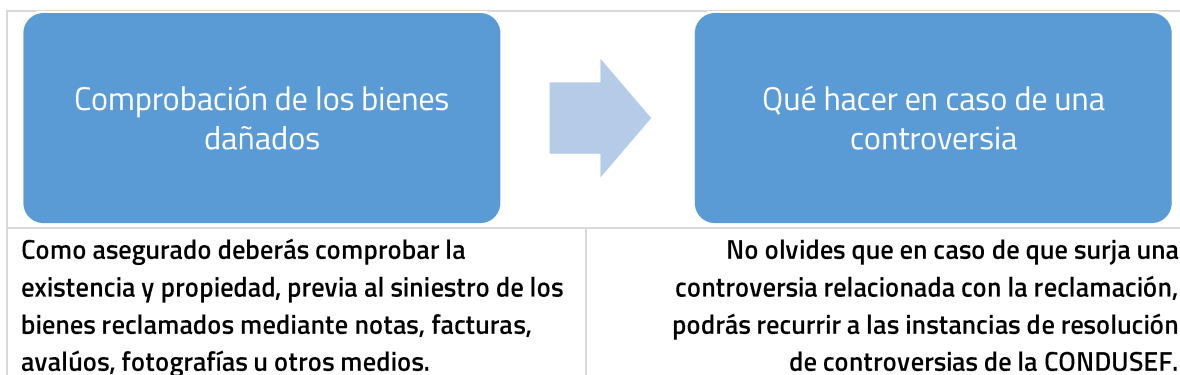 Comprobación de los bienes
dañados
Qué hacer en caso de una
controversia
Como asegurado deberás comprobar la
existencia y propiedad, previa al siniestro de los
bienes reclamados mediante notas, facturas,
avalúos, fotografías u otros medios.
No olvides que en caso de que surja una
controversia relacionada con la reclamación,
podrás recurrir a las instancias de resolución
de controversias de la CONDUSEF.